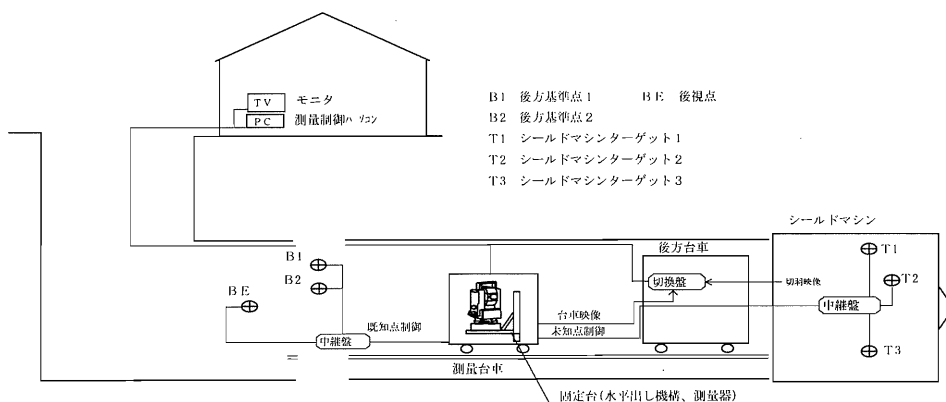 TV モニタ
PC 測量制御パソコン
B1 後方基準点1 BE 後視点
B2 後方基準点2
T1 シールドマシンターゲット1
T2 シールドマシンターゲット2
T3 シールドマシンターゲット3
シールドマシン
後方台車
B1
B2
BE
T1
T2
T3
切換盤
切羽映像
中継盤
台車映像
未知点制御
既知点制御
中継盤
測量台車
固定台(水平出し機構、測量器)